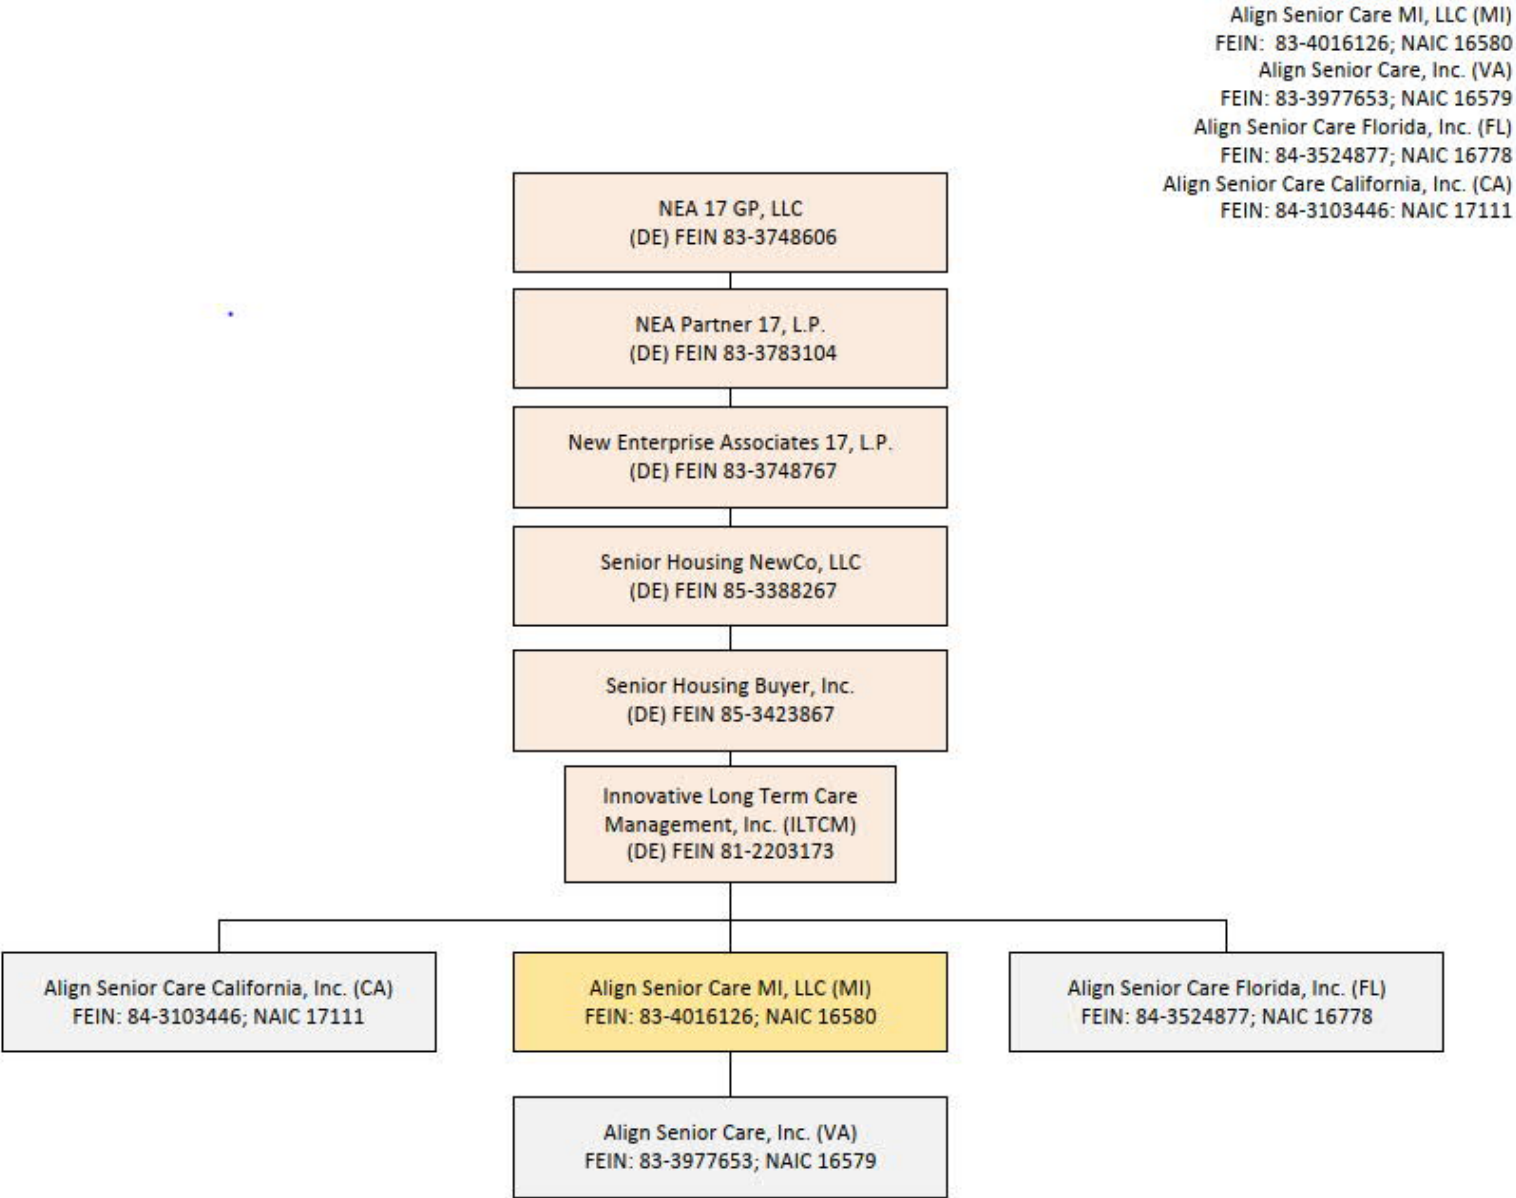 Align Senior Care MI, LLC (MI)
FEIN:  83-4016126; NAIC 16580
Align Senior Care, Inc. (VA)
FEIN: 83-3977653; NAIC 16579
Align Senior Care Florida, Inc. (FL)
FEIN: 84-3524877; NAIC 16778
Align Senior Care California, Inc. (CA)
FEIN: 84-3103446: NAIC 17111
NEA 17 GP, LLC
(DE) FEIN 83-3748606
NEA Partner 17, L.P.
(DE) FEIN 83-3783104
New Enterprise Associates 17, L.P.
(DE) FEIN 83-3748767
Senior Housing NewCo, LLC
(DE) FEIN 85-3388267
Senior Housing Buyer, Inc.
(DE) FEIN 85-3423867
Innovative Long Term Care
Management, Inc. (ILTCM)
(DE) FEIN 81-2203173
Align Senior Care California, Inc. (CA)
FEIN: 84-3103446; NAIC 17111
Align Senior Care MI, LLC (MI)
FEIN: 83-4016126; NAIC 16580
Align Senior Care Florida, Inc. (FL)
FEIN: 84-3524877; NAIC 16778
Align Senior Care, Inc. (VA)
FEIN: 83-3977653; NAIC 16579